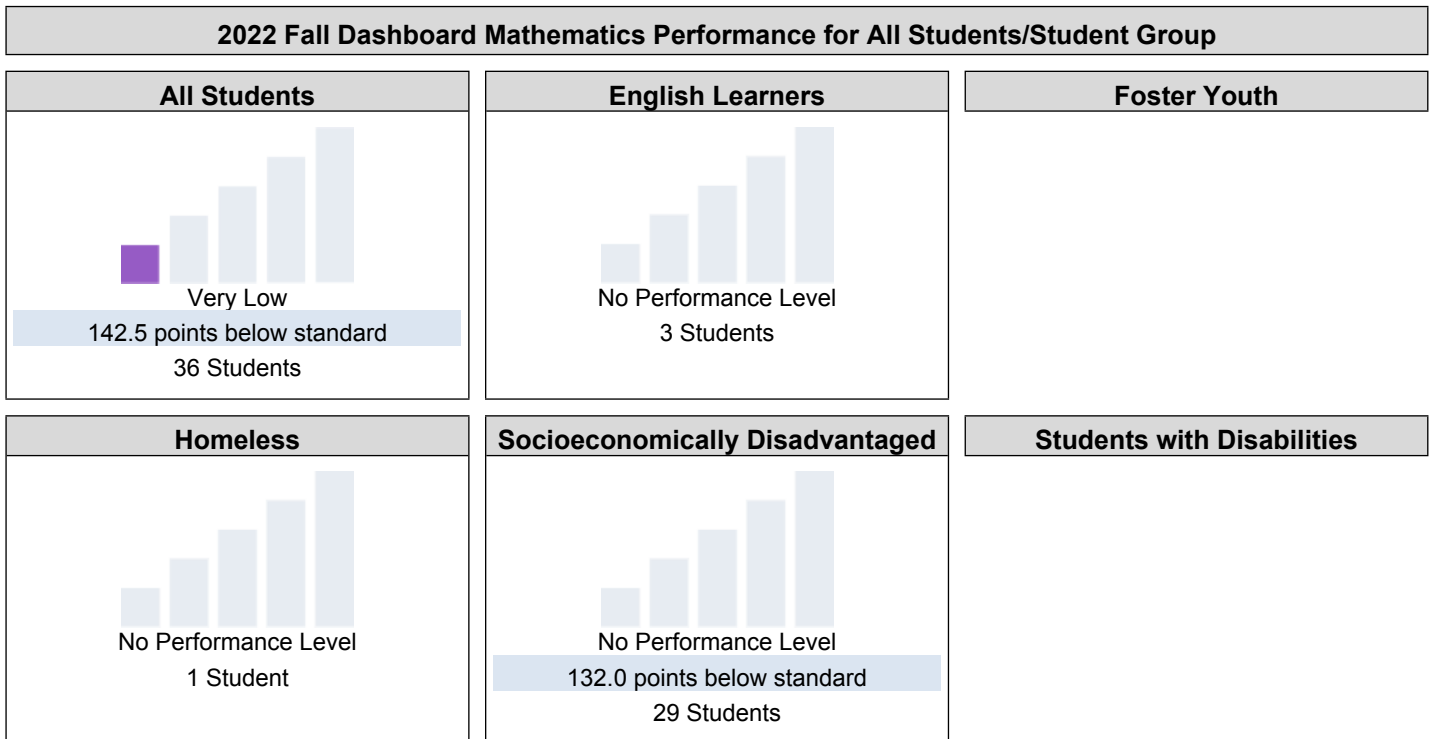 2022 Fall Dashboard Mathematics Performance for All Students/Student Group
All Students
Very Low
142.5 points below standard
36 Students
English Learners
No Performance Level
3 Students
Foster Youth
Homeless
No Performance Level
1 Student
Socioeconomically Disadvantaged
No Performance Level
132.0 points below standard
29 Students
Students with Disabilities